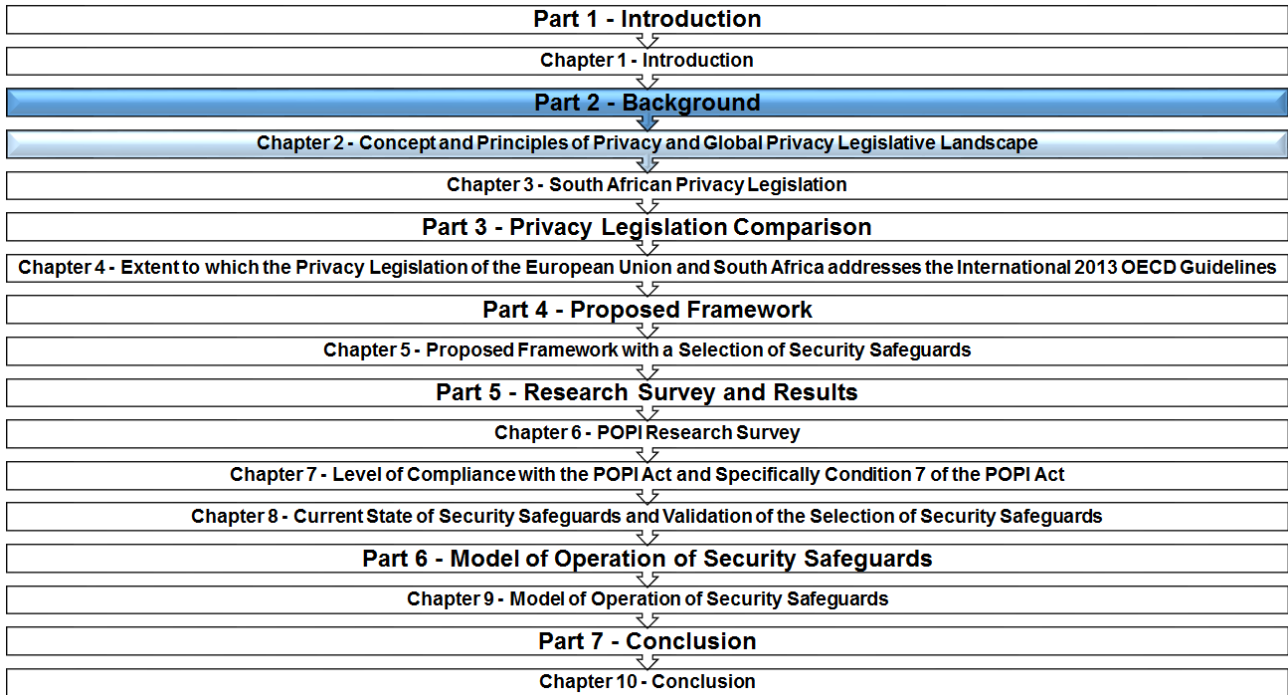 Part 1 - Introduction
Chapter 1 - Introduction
Part 2 - Background
Chapter 2 - Concept and Principles of Privacy and Global Privacy Legislative Landscape
Chapter 3 - South African Privacy Legislation
Part 3 - Privacy Legislation Comparison
Chapter 4 - Extent to which the Privacy Legislation of the European Union and South Africa addresses the International 2013 OECD Guidelines
Part 4 - Proposed Framework
Chapter 5 - Proposed Framework with a Selection of Security Safeguards
Part 5 - Research Survey and Results
Chapter 6 - POPI Research Survey
Chapter 7 - Level of Compliance with the POPI Act and Specifically Condition 7 of the POPI Act
Chapter 8 - Current State of Security Safeguards and Validation of the Selection of Security Safeguards
Part 6 - Model of Operation of Security Safeguards
Chapter 9 - Model of Operation of Security Safeguards
Part 7 - Conclusion
Chapter 10 - Conclusion